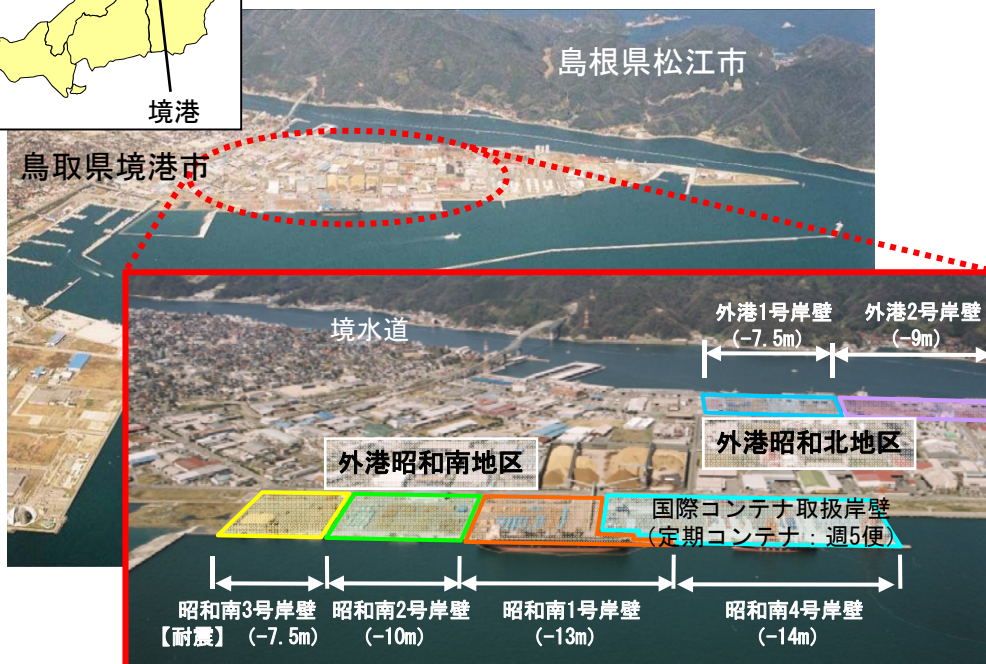 境港
島根県松江市
鳥取県境港市
境水道
外港1号岸壁
(-7.5m)
外港2号岸壁
(-9m)
外港昭和北地区
外港昭和南地区
国際コンテナ取扱岸壁
(定期コンテナ：週5便)
昭和南3号岸壁
【耐震】 (-7.5m)
昭和南2号岸壁
(-10m)
昭和南1号岸壁
(-13m)
昭和南4号岸壁
(-14m)